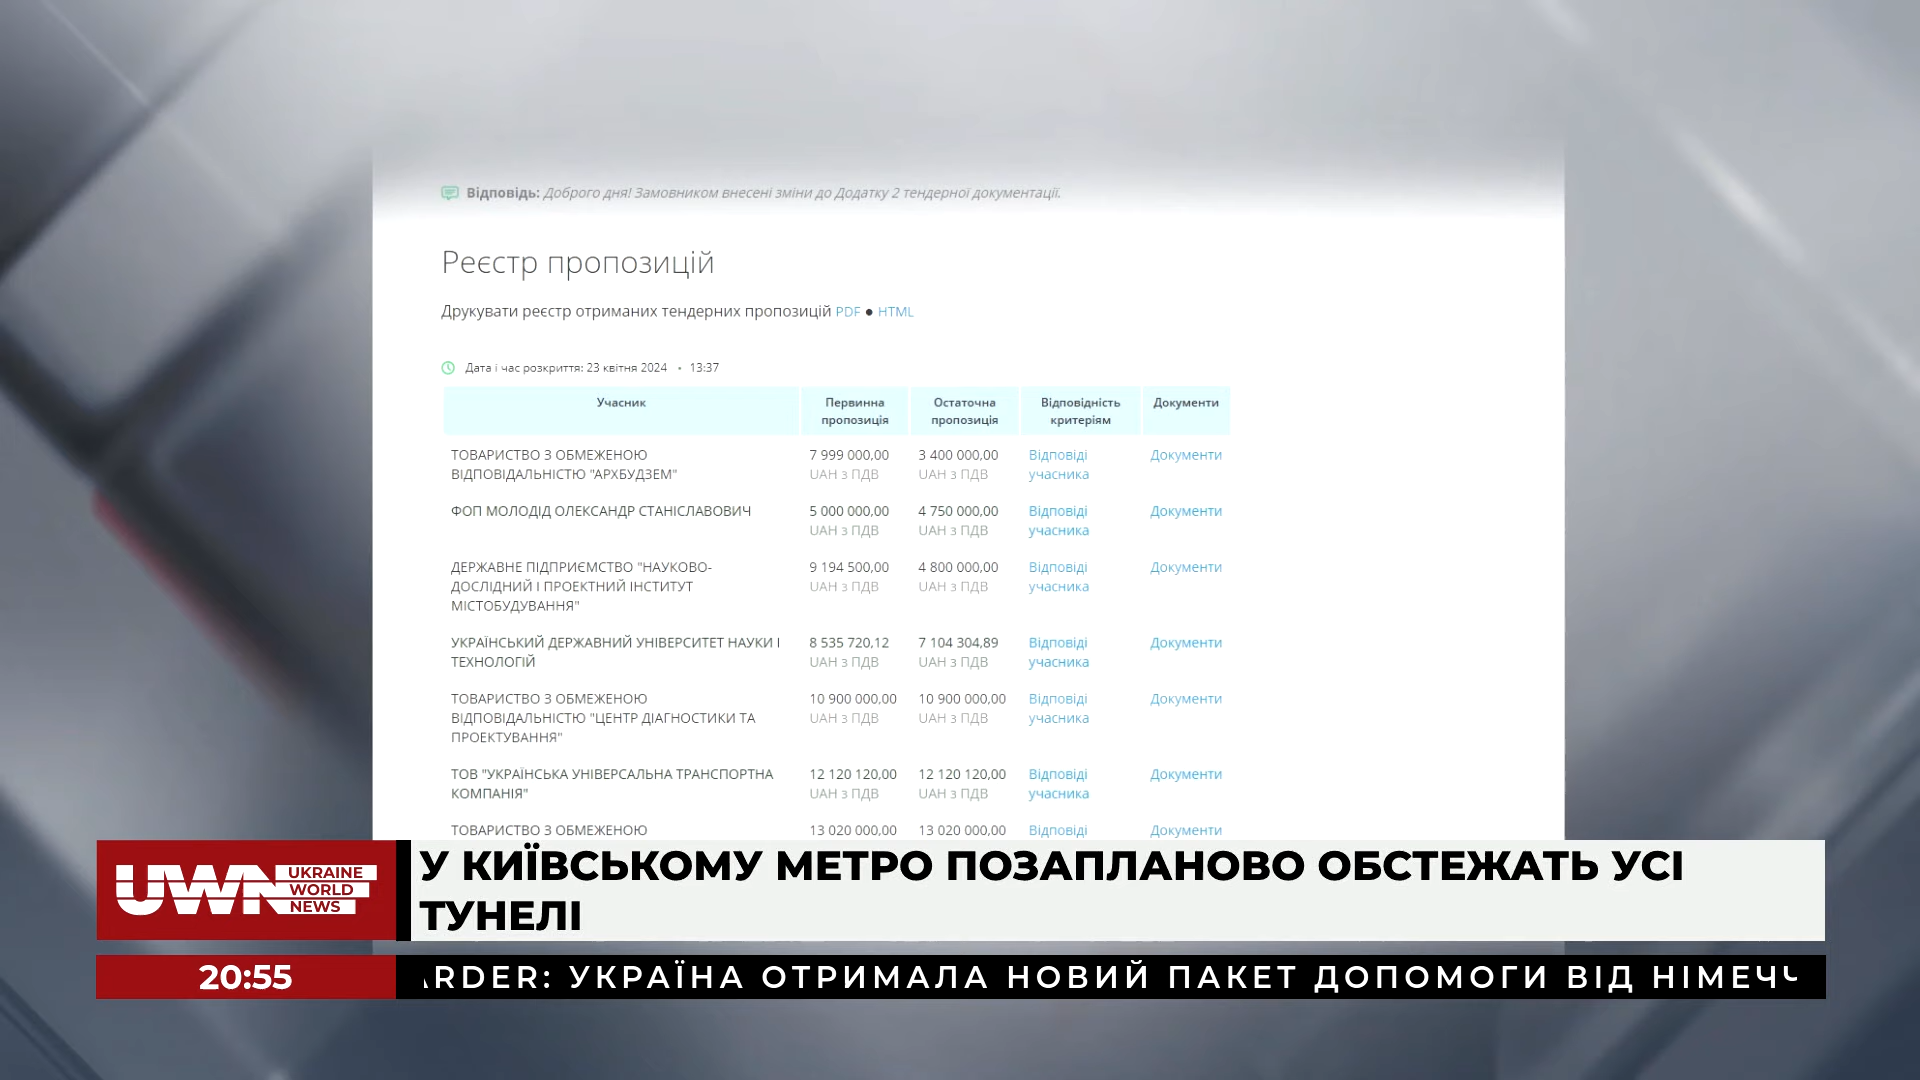 Відповідь: Доброго дня! Замовником внесені зміни до Додатку 2 тендерної документації.
Реєстр пропозицій
Друкувати реєстр отриманих тендерних пропозицій PDF ● HTML
Дата і час розкриття: 23 квітня 2024 • 13:37
Учасник
Первинна пропозиція
Остаточна пропозиція
Відповідність критеріям
Документи
ТОВАРИСТВО З ОБМЕЖЕНОЮ 7 999 000,00 3 400 000,00 Відповіді Документи
ВІДПОВІДАЛЬНІСТЮ "АРХБУДЗЕМ" UAH з ПДВ UAH з ПДВ учасника
ФОП МОЛОДІД ОЛЕКСАНДР СТАНІСЛАВОВИЧ 5 000 000,00 4 750 000,00 Відповіді Документи
UAH з ПДВ UAH з ПДВ учасника
ДЕРЖАВНЕ ПІДПРИЄМСТВО "НАУКОВО- 9 194 500,00 4 800 000,00 Відповіді Документи
ДОСЛІДНИЙ І ПРОЕКТНИЙ ІНСТИТУТ UAH з ПДВ UAH з ПДВ учасника
МІСТОБУДУВАННЯ"
УКРАЇНСЬКИЙ ДЕРЖАВНИЙ УНІВЕРСИТЕТ НАУКИ І 8 535 720,12 7 104 304,89 Відповіді Документи
ТЕХНОЛОГІЙ UAH з ПДВ UAH з ПДВ учасника
ТОВАРИСТВО З ОБМЕЖЕНОЮ 10 900 000,00 10 900 000,00 Відповіді Документи
ВІДПОВІДАЛЬНІСТЮ "ЦЕНТР ДІАГНОСТИКИ ТА UAH з ПДВ UAH з ПДВ учасника
ПРОЕКТУВАННЯ"
ТОВ "УКРАЇНСЬКА УНІВЕРСАЛЬНА ТРАНСПОРТНА 12 120 120,00 12 120 120,00 Відповіді Документи
КОМПАНІЯ" UAH з ПДВ UAH з ПДВ учасника
ТОВАРИСТВО З ОБМЕЖЕНОЮ 13 020 000,00 13 020 000,00 Відповіді Документи
UWN UKRAINE
WORLD
NEWS
У КИЇВСЬКОМУ МЕТРО ПОЗАПЛАНОВО ОБСТЕЖАТЬ УСІ
ТУНЕЛІ
20:55
ARDER: УКРАЇНА ОТРИМАЛА НОВИЙ ПАКЕТ ДОПОМОГИ ВІД